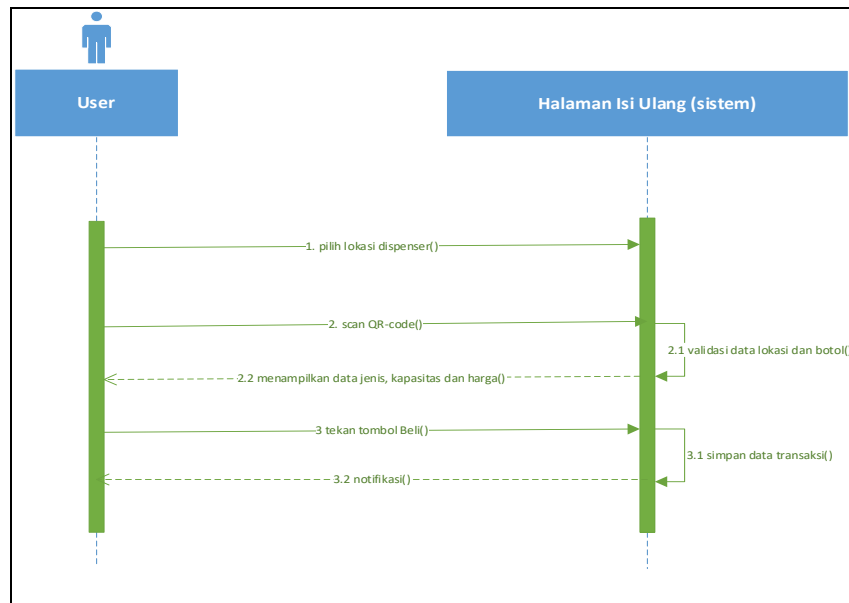 User
Halaman Isi Ulang (sistem)
1. pilih lokasi dispenser()
2. scan QR-code()
2.1 validasi data lokasi dan botol()
2.2 menampilkan data jenis, kapasitas dan harga()
3 tekan tombol Beli()
3.1 simpan data transaksi()
3.2 notifikasi()